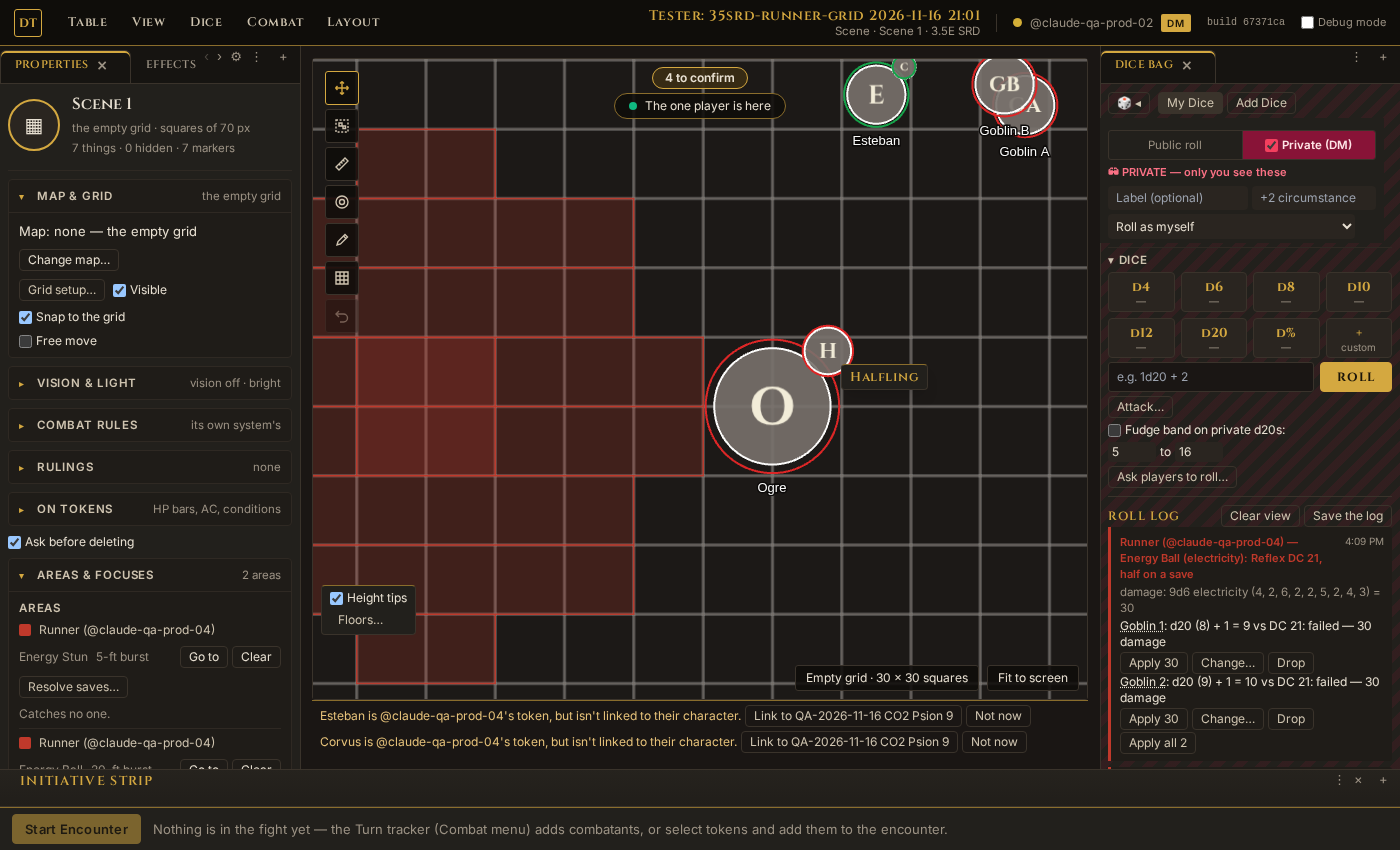 DT TABLE VIEW DICE COMBAT LAYOUT
TESTER: 35SRD-RUNNER-GRID 2026-11-16 21:01
Scene · Scene 1 · 3.5E SRD
@claude-qa-prod-02 DM build 67371ca Debug mode
PROPERTIES ✕ EFFECTS
SCENE 1
the empty grid · squares of 70 px
7 things · 0 hidden · 7 markers
MAP & GRID the empty grid
Map: none — the empty grid
Change map...
Grid setup... Visible
Snap to the grid
Free move
VISION & LIGHT vision off · bright
COMBAT RULES its own system's
RULINGS none
ON TOKENS HP bars, AC, conditions
Ask before deleting
AREAS & FOCUSES 2 areas
AREAS
Runner (@claude-qa-prod-04)
Energy Stun 5-ft burst Go to Clear
Resolve saves...
Catches no one.
Runner (@claude-qa-prod-04)
Energy Ball 20-ft burst Go to Clear
4 to confirm
The one player is here
E
C
Esteban
GB
GA
Goblin B
Goblin A
H
HALFLING
O
Ogre
Height tips
Floors...
Empty grid · 30 × 30 squares Fit to screen
Esteban is @claude-qa-prod-04's token, but isn't linked to their character. Link to QA-2026-11-16 CO2 Psion 9 Not now
Corvus is @claude-qa-prod-04's token, but isn't linked to their character. Link to QA-2026-11-16 CO2 Psion 9 Not now
DICE BAG ✕
My Dice Add Dice
Public roll Private (DM)
PRIVATE — only you see these
Label (optional) +2 circumstance
Roll as myself
DICE
D4 D6 D8 D10
— — — —
D12 D20 D% +
— — — custom
e.g. 1d20 + 2 ROLL
Attack...
Fudge band on private d20s:
5 to 16
Ask players to roll...
ROLL LOG Clear view Save the log
Runner (@claude-qa-prod-04) — 4:09 PM
Energy Ball (electricity): Reflex DC 21,
half on a save
damage: 9d6 electricity (4, 2, 6, 2, 2, 5, 2, 4, 3) =
30
Goblin 1: d20 (8) + 1 = 9 vs DC 21: failed — 30
damage
Apply 30 Change... Drop
Goblin 2: d20 (9) + 1 = 10 vs DC 21: failed — 30
damage
Apply 30 Change... Drop
Apply all 2
INITIATIVE STRIP
Start Encounter Nothing is in the fight yet — the Turn tracker (Combat menu) adds combatants, or select tokens and add them to the encounter.